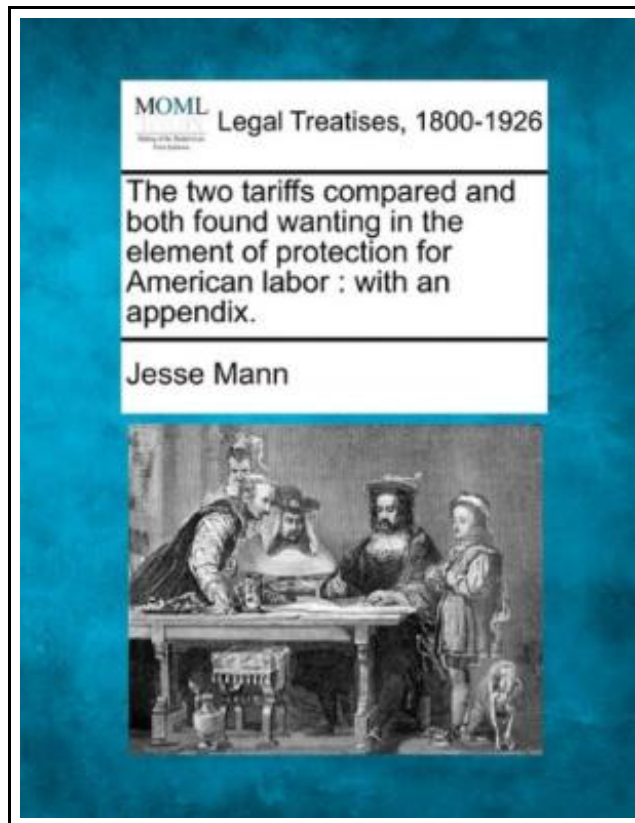 MOML
Legal Treatises, 1800-1926
The two tariffs compared and
both found wanting in the
element of protection for
American labor : with an
appendix.
Jesse Mann